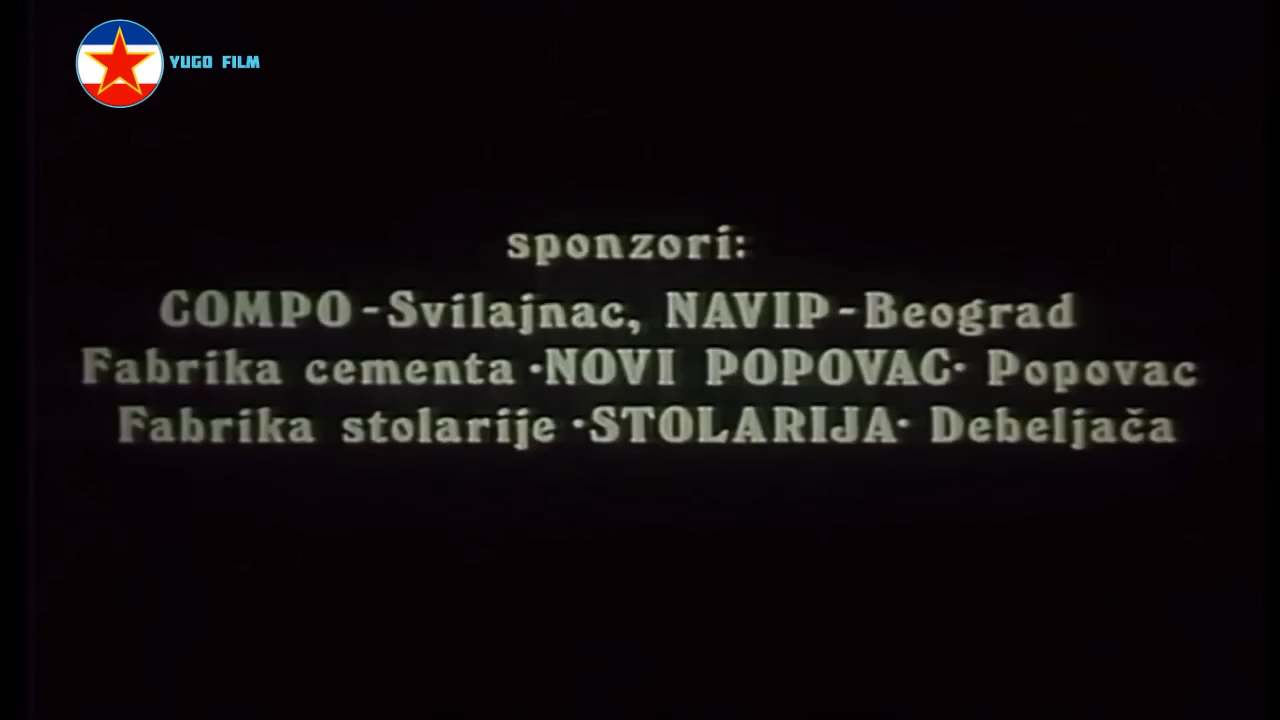 YUGO FILM
sponzori:
COMPO-Svilajnac, NAVIP-Beograd
Fabrika cementa ·NOVI POPOVAC· Popovac
Fabrika stolarije ·STOLARIJA· Debeljača